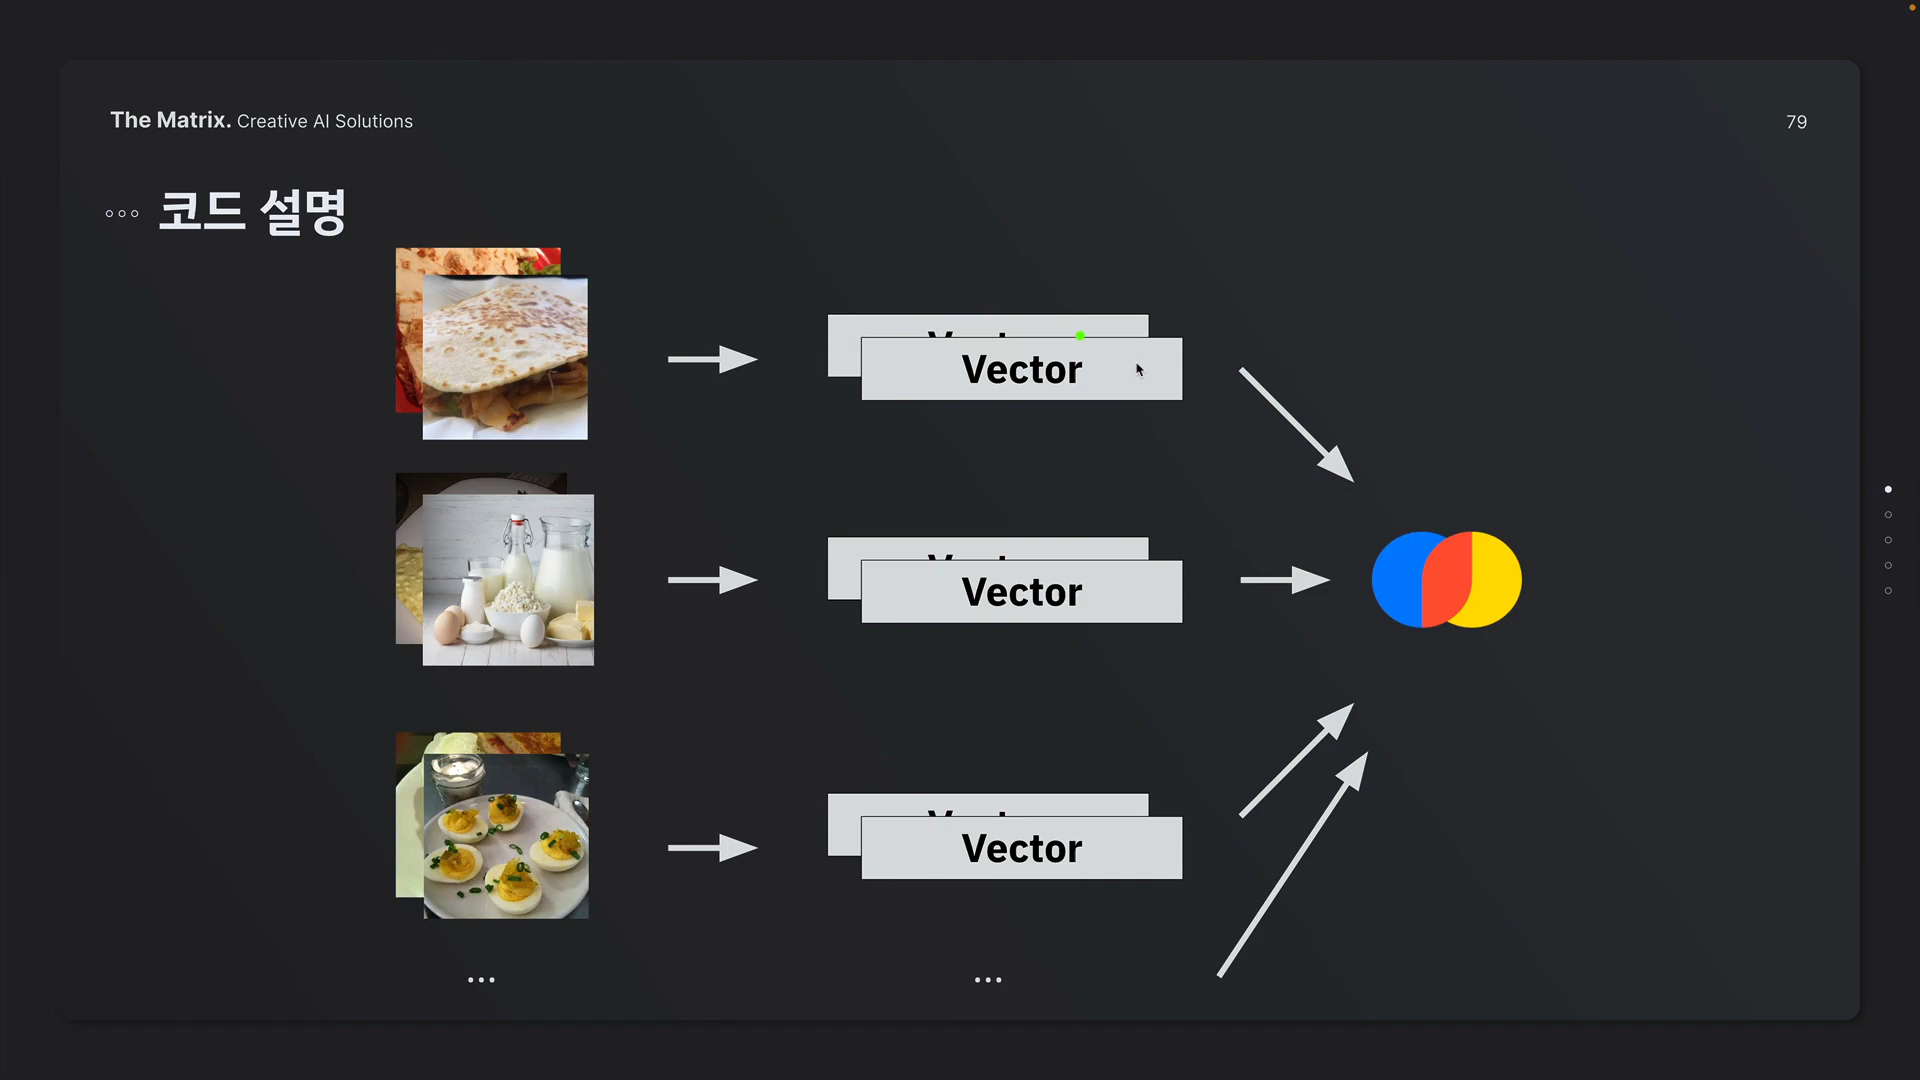 The Matrix. Creative AI Solutions
79
코드 설명
Vector
Vector
Vector
...
...